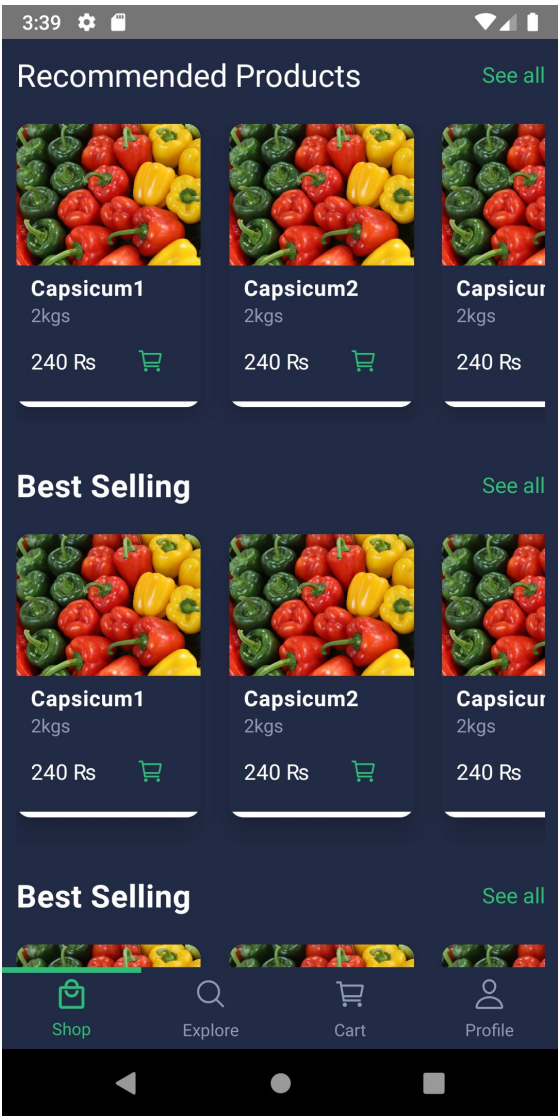 3:39
Recommended Products See all
Capsicum1 Capsicum2 Capsicur
2kgs 2kgs 2kgs
240 Rs 240 Rs 240 Rs
Best Selling See all
Capsicum1 Capsicum2 Capsicur
2kgs 2kgs 2kgs
240 Rs 240 Rs 240 Rs
Best Selling See all
Shop Explore Cart Profile